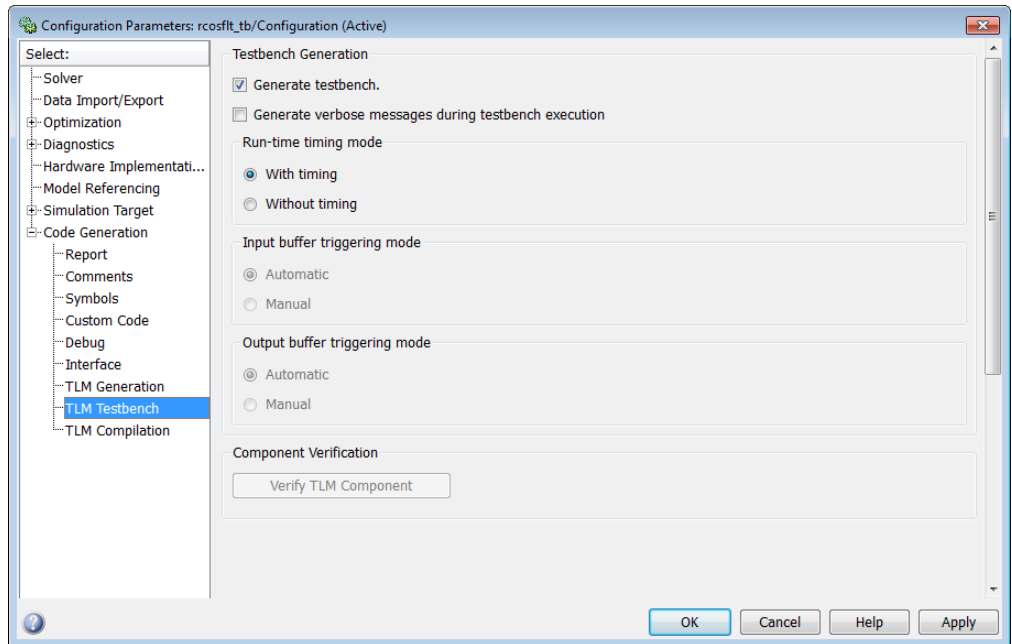 Configuration Parameters: rcosflt_tb/Configuration (Active)
Select:
Solver
Data Import/Export
Optimization
Diagnostics
Hardware Implementati...
Model Referencing
Simulation Target
Code Generation
Report
Comments
Symbols
Custom Code
Debug
Interface
TLM Generation
TLM Testbench
TLM Compilation
Testbench Generation
Generate testbench.
Generate verbose messages during testbench execution
Run-time timing mode
With timing
Without timing
Input buffer triggering mode
Automatic
Manual
Output buffer triggering mode
Automatic
Manual
Component Verification
Verify TLM Component
OK
Cancel
Help
Apply